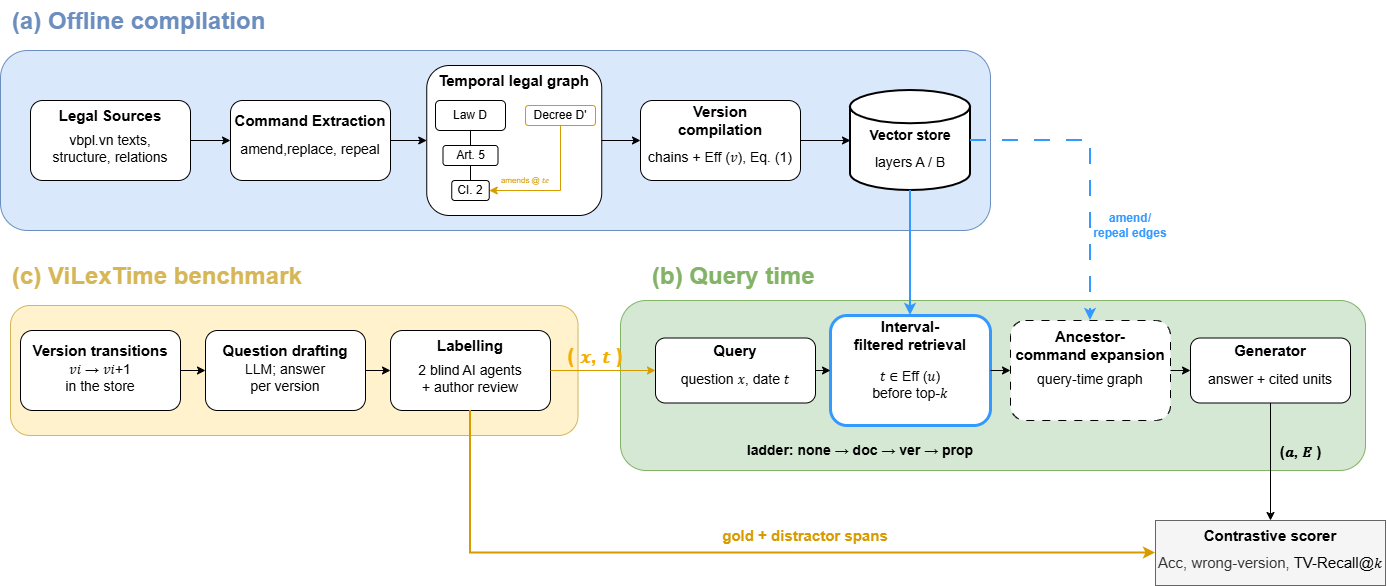 (a) Offline compilation
Legal Sources
vbpl.vn texts,
structure, relations
Command Extraction
amend,replace, repeal
Temporal legal graph
Law D
Decree D'
Art. 5
Cl. 2
amends @ te
Version
compilation
chains + Eff (v), Eq. (1)
Vector store
layers A / B
amend/
repeal edges
(c) ViLexTime benchmark
Version transitions
vi → vi+1
in the store
Question drafting
LLM; answer
per version
Labelling
2 blind AI agents
+ author review
( x, t )
(b) Query time
Query
question x, date t
Interval-
filtered retrieval
t ∈ Eff (u)
before top-k
Ancestor-
command expansion
query-time graph
Generator
answer + cited units
ladder: none → doc → ver → prop
(a, E )
gold + distractor spans
Contrastive scorer
Acc, wrong-version, TV-Recall@k